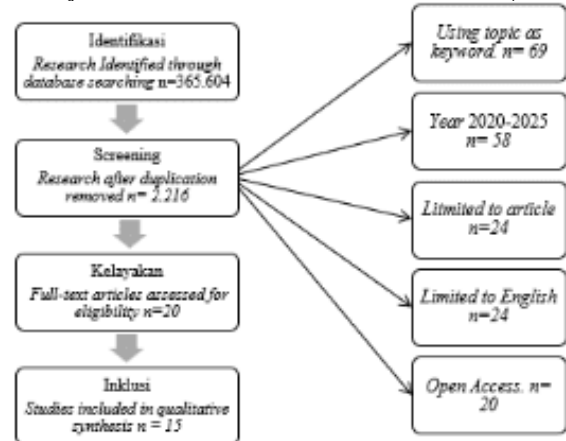 Identifikasi
Research Identified through
database searching n=365.604
Screening
Research after duplication
removed n= 2.216
Kelayakan
Full-text articles assessed for
eligibility n=20
Inklusi
Studies included in qualitative
synthesis n = 15
Using topic as
keyword. n= 69
Year 2020-2025
n= 58
Litmited to article
n=24
Limited to English
n=24
Open Access. n=
20